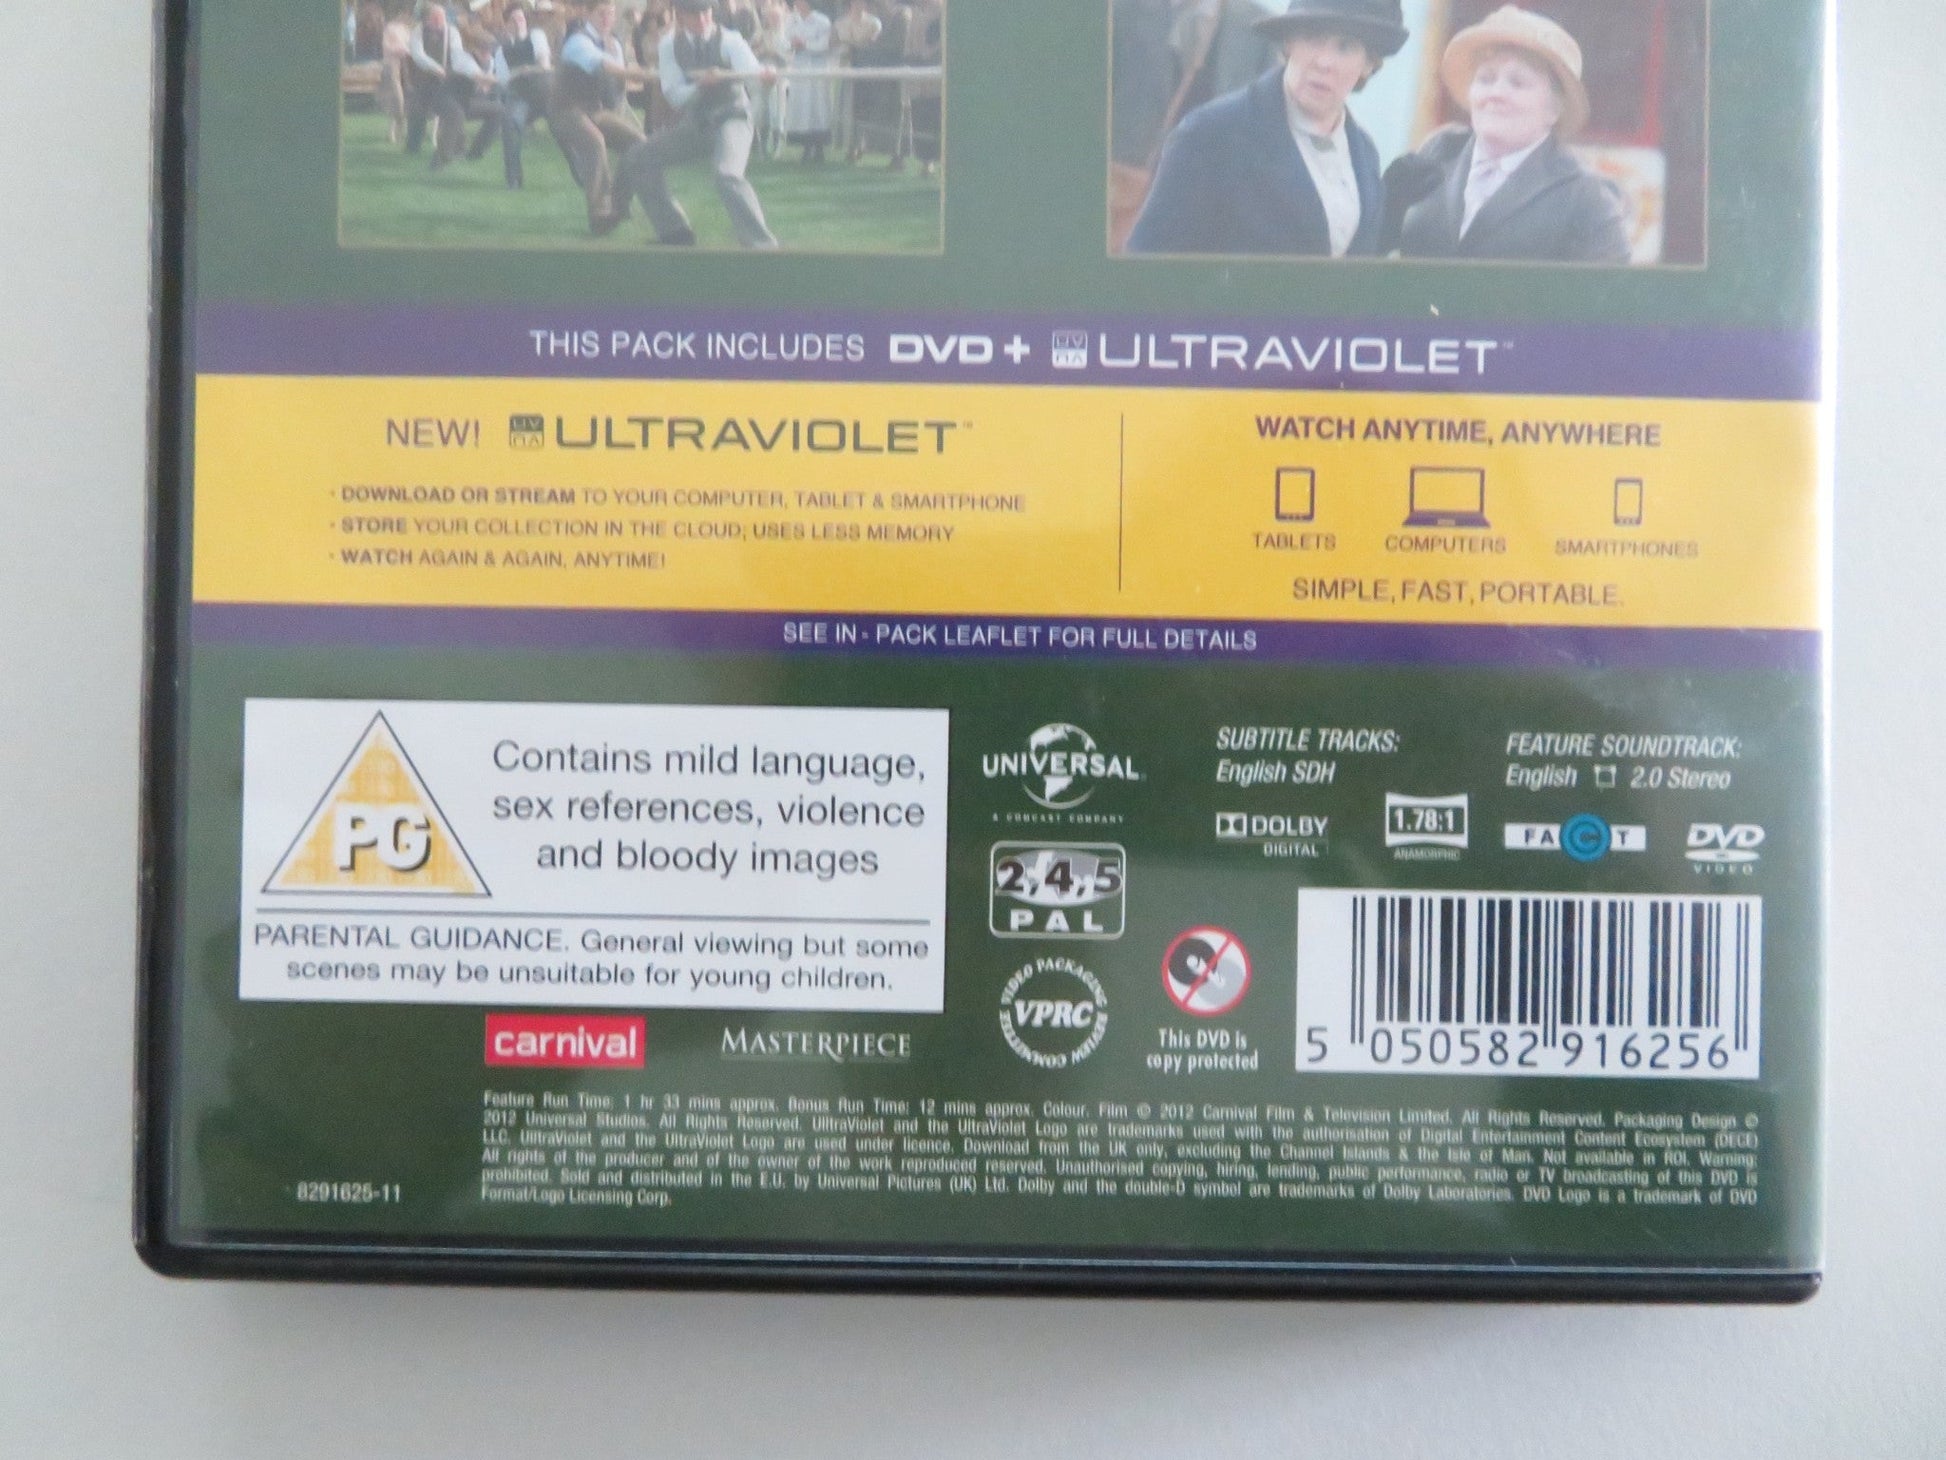 THIS PACK INCLUDES DVD + UV ULTRAVIOLET™
NEW! UV ULTRAVIOLET™
· DOWNLOAD OR STREAM TO YOUR COMPUTER, TABLET & SMARTPHONE
· STORE YOUR COLLECTION IN THE CLOUD; USES LESS MEMORY
· WATCH AGAIN & AGAIN, ANYTIME!
WATCH ANYTIME, ANYWHERE
TABLETS COMPUTERS SMARTPHONES
SIMPLE, FAST, PORTABLE.
SEE IN - PACK LEAFLET FOR FULL DETAILS
PG
Contains mild language,
sex references, violence
and bloody images
PARENTAL GUIDANCE. General viewing but some
scenes may be unsuitable for young children.
carnival
MASTERPIECE
UNIVERSAL
A COMCAST COMPANY
2,4,5
PAL
VIDEO PACKAGING REVIEW COMMITTEE
VPRC
This DVD is
copy protected
SUBTITLE TRACKS:
English SDH
DOLBY
DIGITAL
1.78:1
ANAMORPHIC
FEATURE SOUNDTRACK:
English 2.0 Stereo
FACT
DVD
VIDEO
5 050582 916256
Feature Run Time: 1 hr 33 mins approx. Bonus Run Time: 12 mins approx. Colour. Film © 2012 Carnival Film & Television Limited. All Rights Reserved. Packaging Design ©
2012 Universal Studios. All Rights Reserved. UltraViolet and the UltraViolet Logo are trademarks used with the authorisation of Digital Entertainment Content Ecosystem (DECE)
LLC. UltraViolet and the UltraViolet Logo are used under licence. Download from the UK only, excluding the Channel Islands & the Isle of Man. Not available in ROI. Warning:
All rights of the producer and of the owner of the work reproduced reserved. Unauthorised copying, hiring, lending, public performance, radio or TV broadcasting of this DVD is
prohibited. Sold and distributed in the E.U. by Universal Pictures (UK) Ltd. Dolby and the double-D symbol are trademarks of Dolby Laboratories. DVD Logo is a trademark of DVD
Format/Logo Licensing Corp.
8291625-11